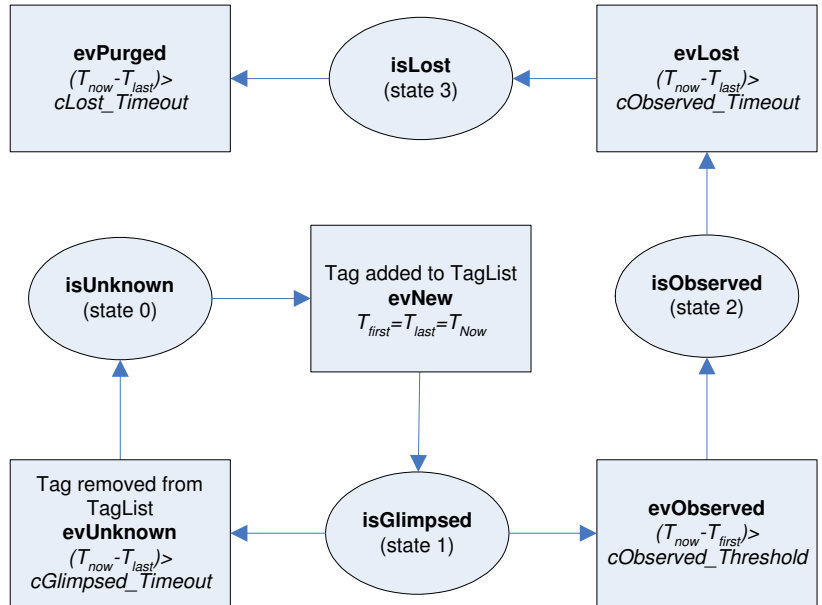 evPurged
(Tnow-Tlast)>
cLost_Timeout
isLost
(state 3)
evLost
(Tnow-Tlast)>
cObserved_Timeout
isUnknown
(state 0)
Tag added to TagList
evNew
Tfirst=Tlast=TNow
isObserved
(state 2)
Tag removed from
TagList
evUnknown
(Tnow-Tlast)>
cGlimpsed_Timeout
isGlimpsed
(state 1)
evObserved
(Tnow-Tfirst)>
cObserved_Threshold